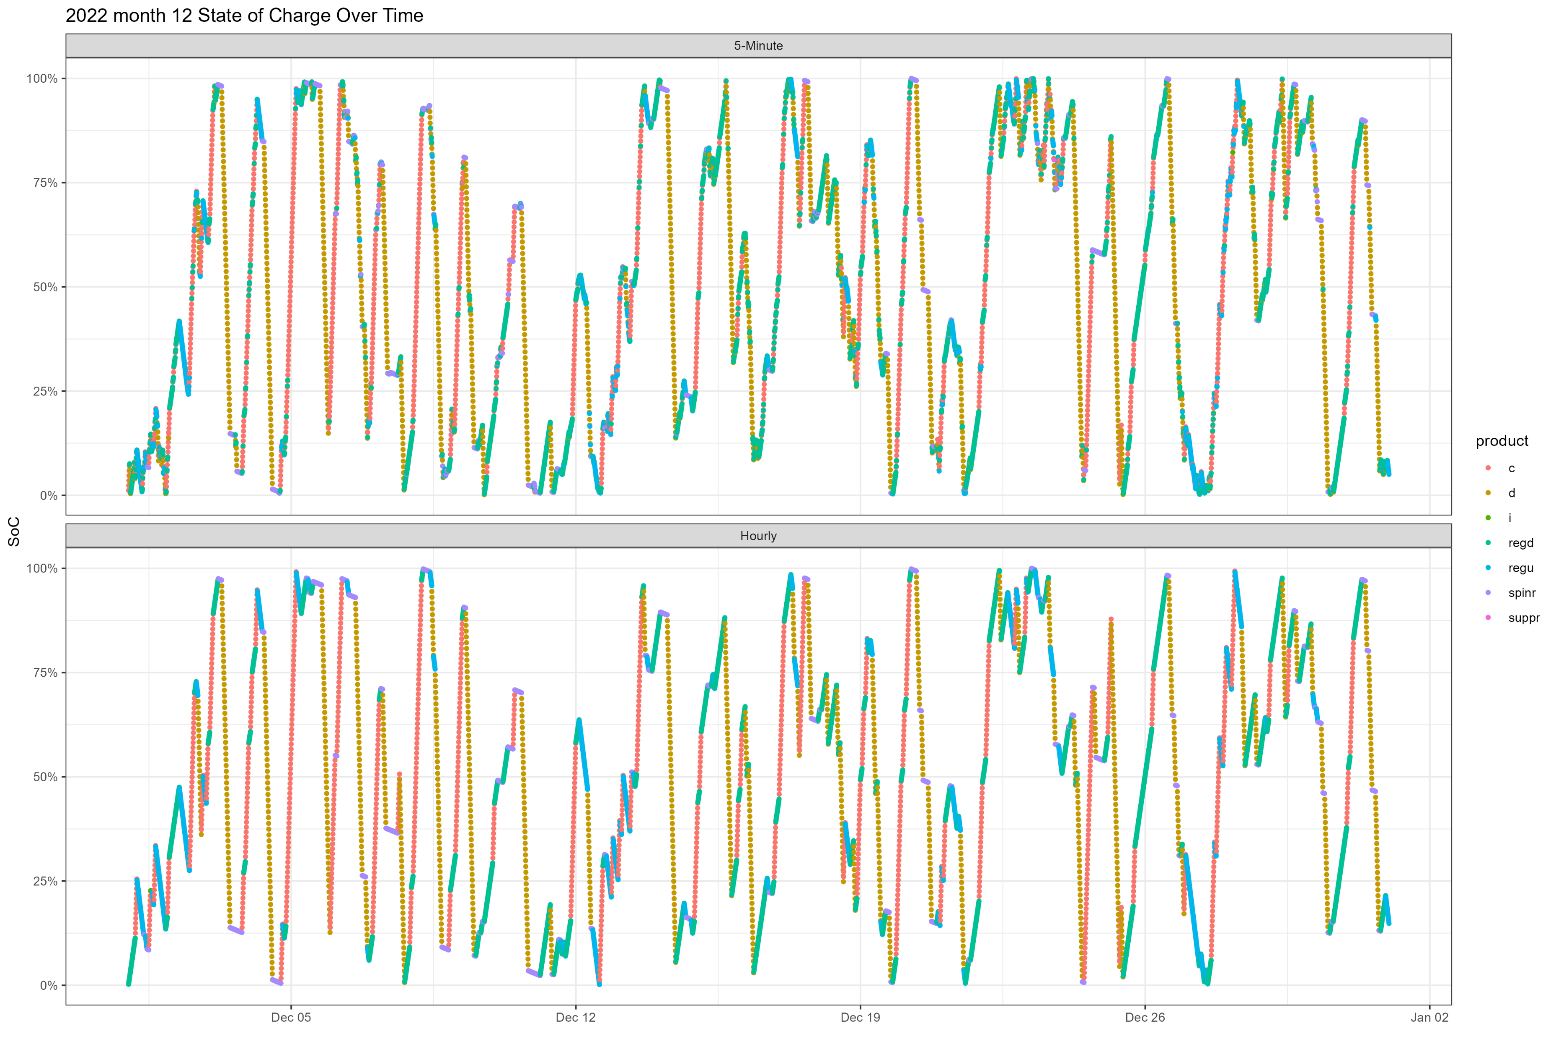 2022 month 12 State of Charge Over Time
5-Minute
100%
75%
50%
25%
0%
Hourly
100%
75%
50%
25%
0%
SoC
Dec 05
Dec 12
Dec 19
Dec 26
Jan 02
product
c
d
i
regd
regu
spinr
suppr